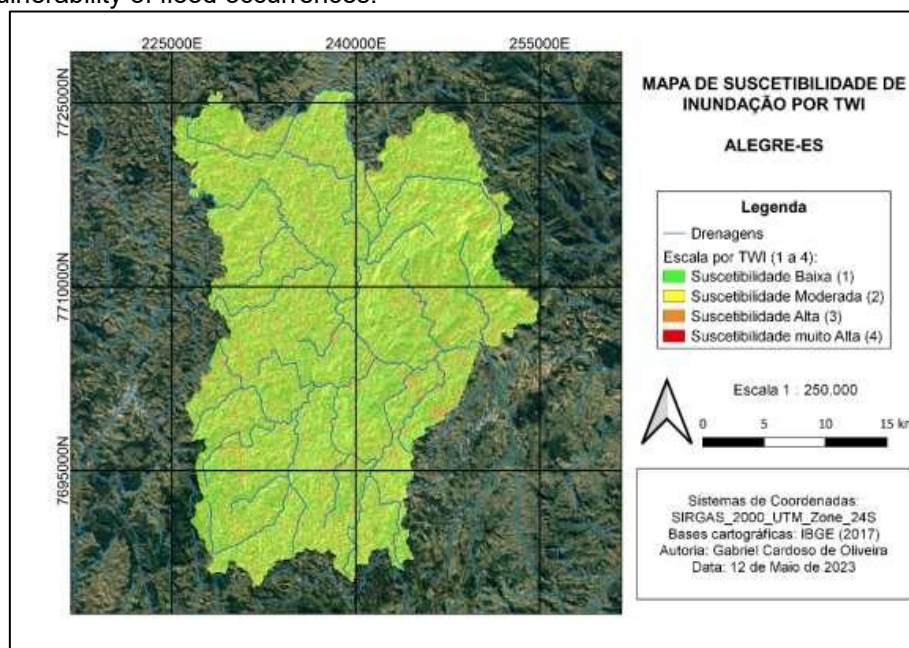 ulnerability of flood occurrences.
225000E 240000E 255000E
7725000N
7710000N
7695000N
MAPA DE SUSCETIBILIDADE DE
INUNDAÇÃO POR TWI
ALEGRE-ES
Legenda
Drenagens
Escala por TWI (1 a 4):
Suscetibilidade Baixa (1)
Suscetibilidade Moderada (2)
Suscetibilidade Alta (3)
Suscetibilidade muito Alta (4)
Escala 1 : 250.000
0 5 10 15 km
Sistemas de Coordenadas:
SIRGAS_2000_UTM_Zone_24S
Bases cartográficas: IBGE (2017)
Autoria: Gabriel Cardoso de Oliveira
Data: 12 de Maio de 2023